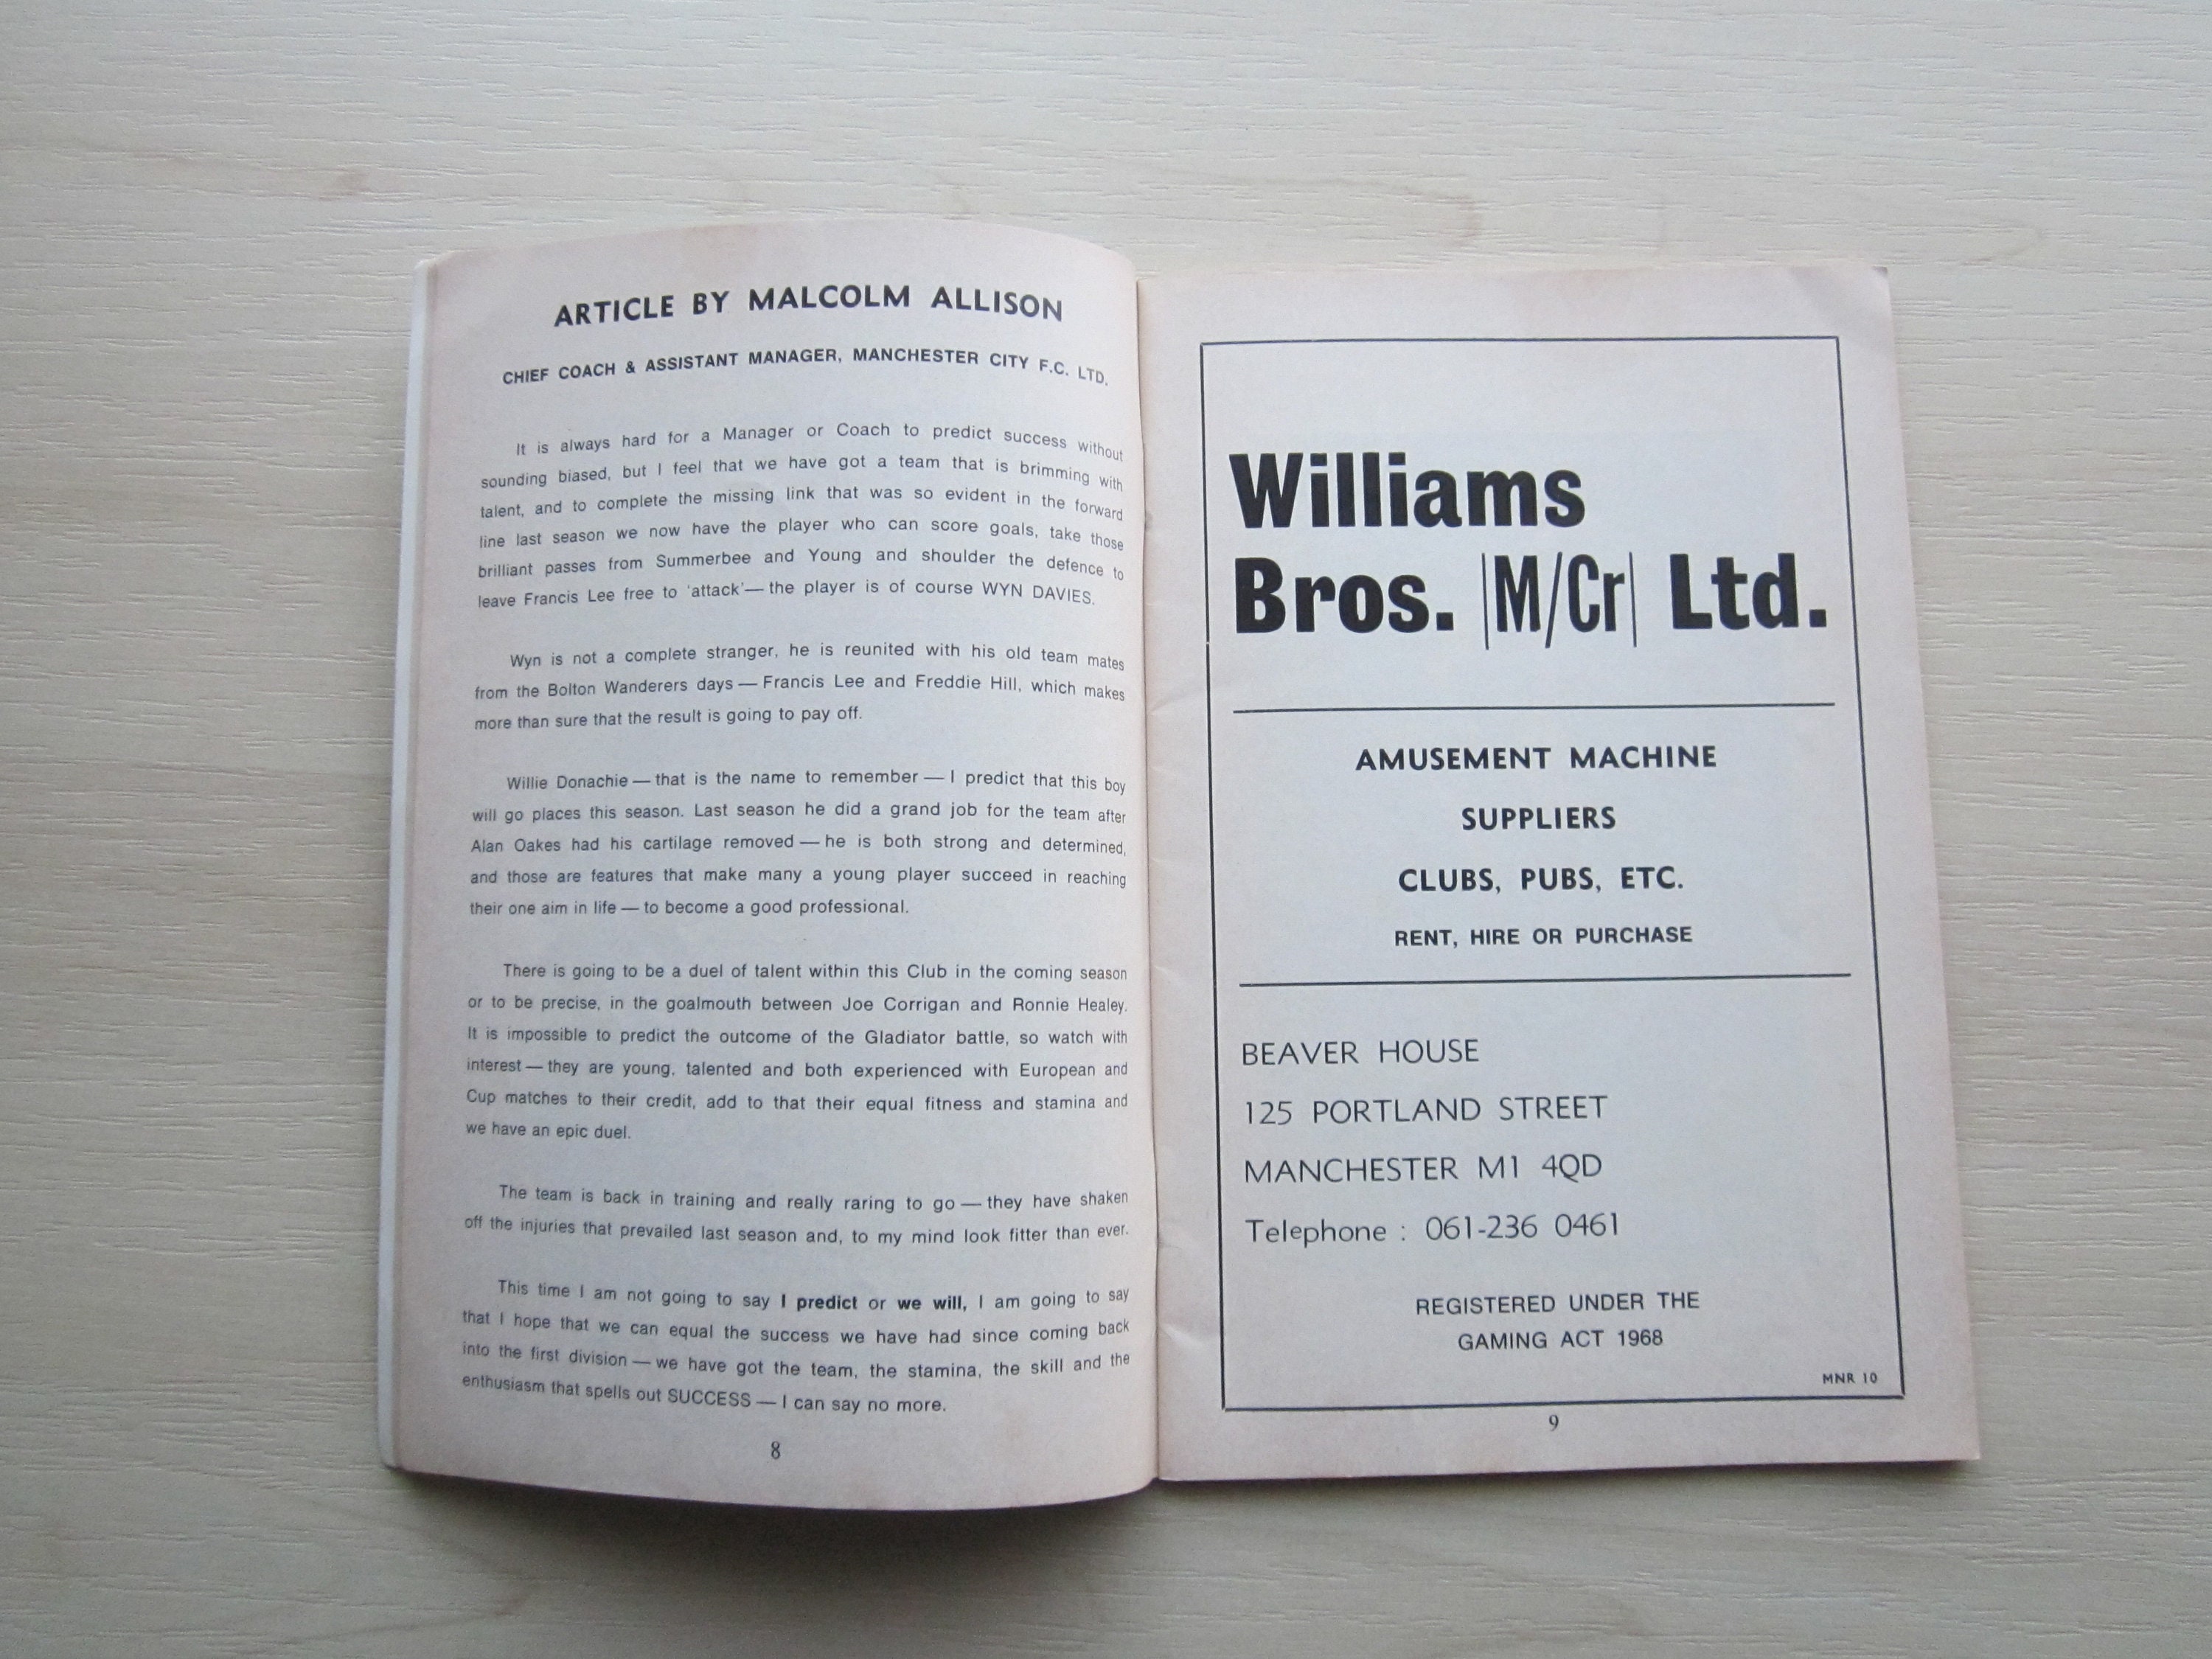 ARTICLE BY MALCOLM ALLISON
CHIEF COACH & ASSISTANT MANAGER, MANCHESTER CITY F.C. LTD.
It is always hard for a Manager or Coach to predict success without
sounding biased, but I feel that we have got a team that is brimming with
talent, and to complete the missing link that was so evident in the forward
line last season we now have the player who can score goals, take those
brilliant passes from Summerbee and Young and shoulder the defence to
leave Francis Lee free to 'attack'— the player is of course WYN DAVIES.
Wyn is not a complete stranger, he is reunited with his old team mates
from the Bolton Wanderers days — Francis Lee and Freddie Hill, which makes
more than sure that the result is going to pay off.
Willie Donachie — that is the name to remember — I predict that this boy
will go places this season. Last season he did a grand job for the team after
Alan Oakes had his cartilage removed — he is both strong and determined,
and those are features that make many a young player succeed in reaching
their one aim in life — to become a good professional.
There is going to be a duel of talent within this Club in the coming season
or to be precise, in the goalmouth between Joe Corrigan and Ronnie Healey.
It is impossible to predict the outcome of the Gladiator battle, so watch with
interest — they are young, talented and both experienced with European and
Cup matches to their credit, add to that their equal fitness and stamina and
we have an epic duel.
The team is back in training and really raring to go — they have shaken
off the injuries that prevailed last season and, to my mind look fitter than ever.
This time I am not going to say I predict or we will, I am going to say
that I hope that we can equal the success we have had since coming back
into the first division — we have got the team, the stamina, the skill and the
enthusiasm that spells out SUCCESS — I can say no more.
8
Williams
Bros. |M/Cr| Ltd.
AMUSEMENT MACHINE
SUPPLIERS
CLUBS, PUBS, ETC.
RENT, HIRE OR PURCHASE
BEAVER HOUSE
125 PORTLAND STREET
MANCHESTER M1 4QD
Telephone : 061-236 0461
REGISTERED UNDER THE
GAMING ACT 1968
MNR 10
9